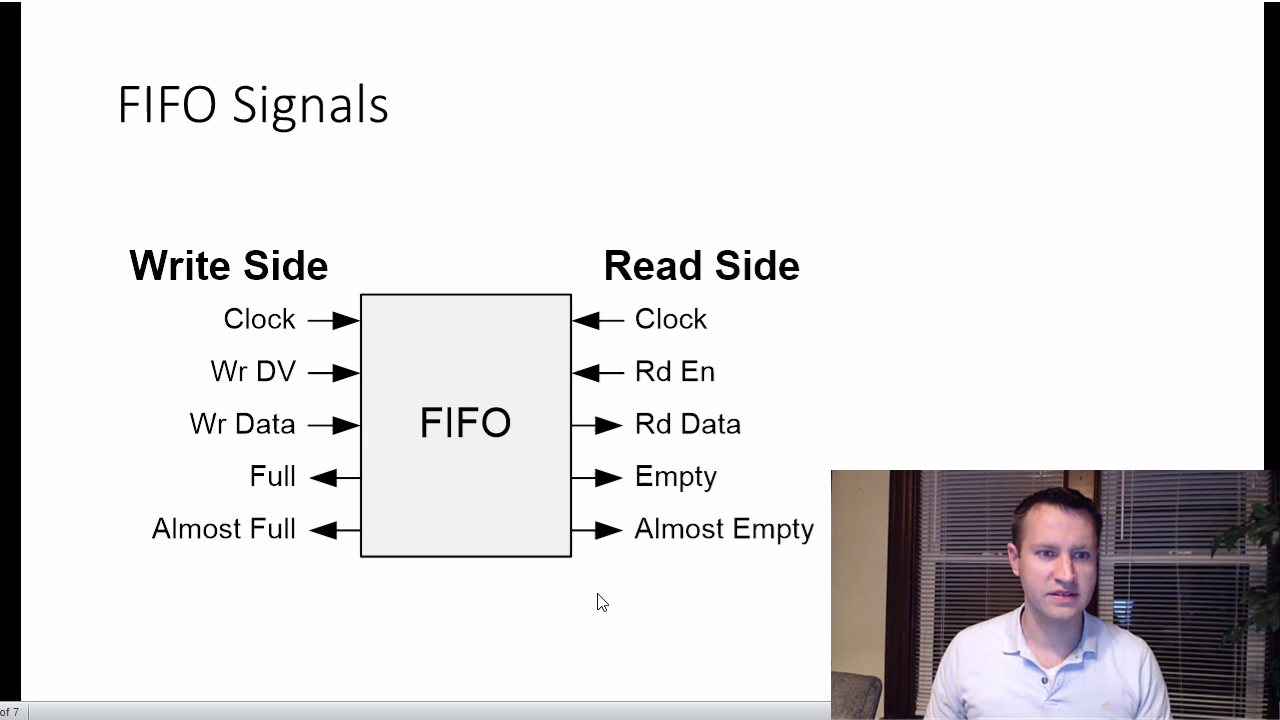 FIFO Signals
Write Side
Read Side
Clock
Clock
Wr DV
Rd En
Wr Data
FIFO
Rd Data
Full
Empty
Almost Full
Almost Empty
of 7